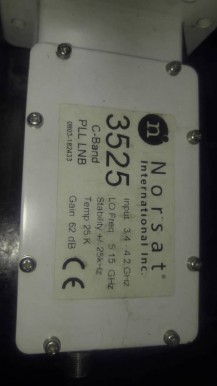 n
Norsat®
International Inc.
3525
Input 3.4 - 4.2 GHz
LO Freq. 5.15 GHz
Stability +/- 25kHz
Temp 25 K
Gain 62 dB
C-Band
PLL LNB
CE